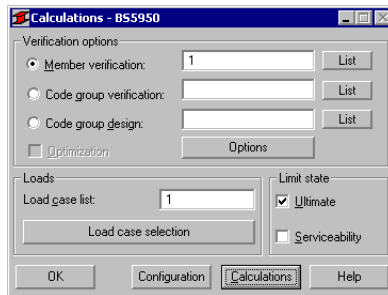 Calculations - BS5950
Verification options
Member verification: 1 List
Code group verification: List
Code group design: List
Optimization Options
Loads
Load case list: 1
Load case selection
Limit state
Ultimate
Serviceability
OK Configuration Calculations Help